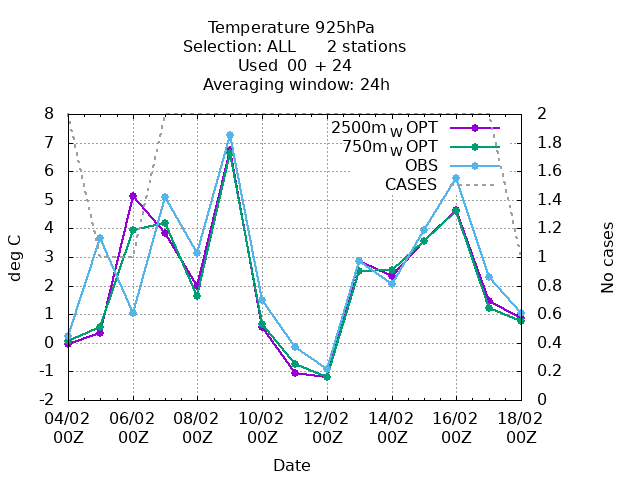 Temperature 925hPa
Selection: ALL 2 stations
Used 00 + 24
Averaging window: 24h
2500m W OPT
750m W OPT
OBS
CASES
8
7
6
5
4
3
2
1
0
-1
-2
2
1.8
1.6
1.4
1.2
1
0.8
0.6
0.4
0.2
0
deg C
No cases
04/02 06/02 08/02 10/02 12/02 14/02 16/02 18/02
00Z 00Z 00Z 00Z 00Z 00Z 00Z 00Z
Date